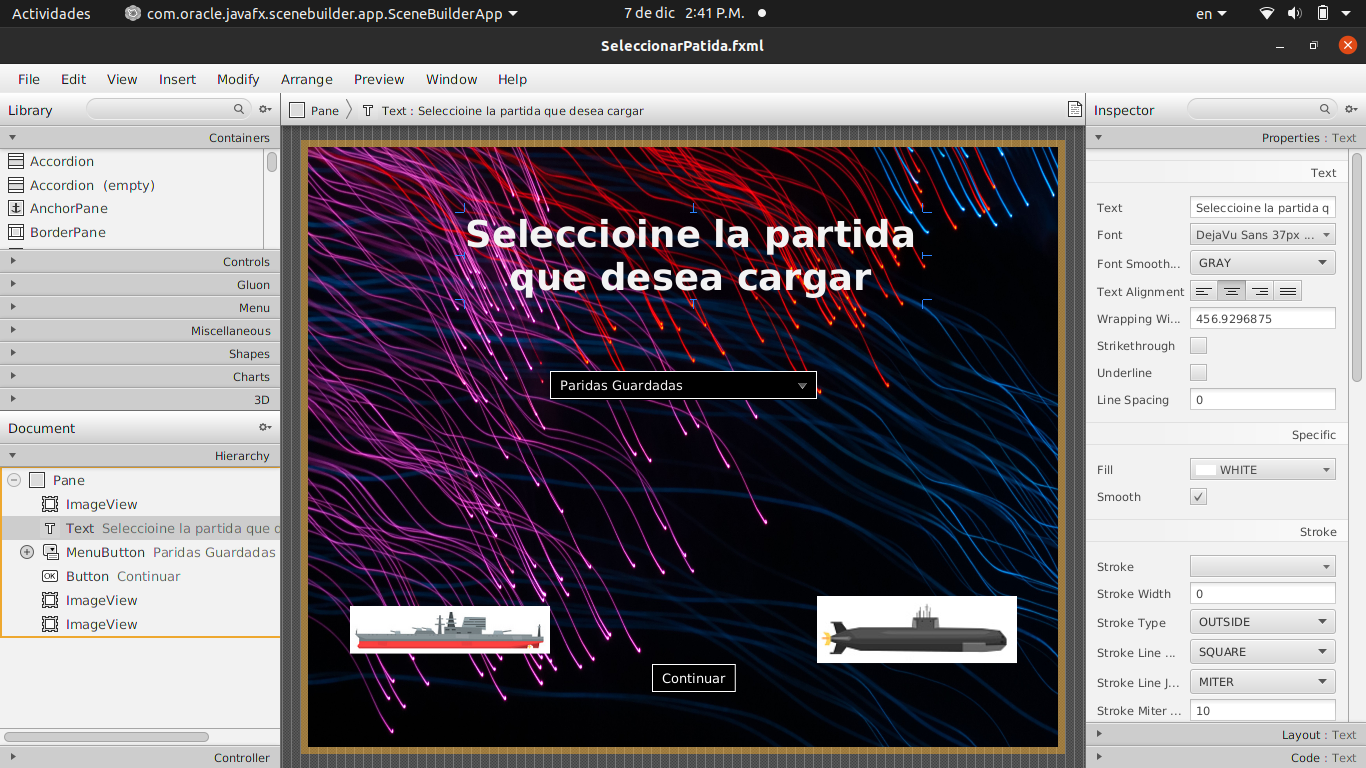 Actividades
com.oracle.javafx.scenebuilder.app.SceneBuilderApp
7 de dic 2:41 P.M.
en
SeleccionarPatida.fxml
File Edit View Insert Modify Arrange Preview Window Help
Library
Containers
Accordion
Accordion (empty)
AnchorPane
BorderPane
Controls
Gluon
Menu
Miscellaneous
Shapes
Charts
3D
Document
Hierarchy
Pane
ImageView
Text Seleccioine la partida que d
MenuButton Paridas Guardadas
OK Button Continuar
ImageView
ImageView
Controller
Pane Text : Seleccioine la partida que desea cargar
Seleccioine la partida
que desea cargar
Paridas Guardadas
Continuar
Inspector
Properties : Text
Text
Text Seleccioine la partida q
Font DejaVu Sans 37px ...
Font Smooth... GRAY
Text Alignment
Wrapping Wi... 456.9296875
Strikethrough
Underline
Line Spacing 0
Specific
Fill WHITE
Smooth
Stroke
Stroke
Stroke Width 0
Stroke Type OUTSIDE
Stroke Line ... SQUARE
Stroke Line J... MITER
Stroke Miter ... 10
Layout : Text
Code : Text